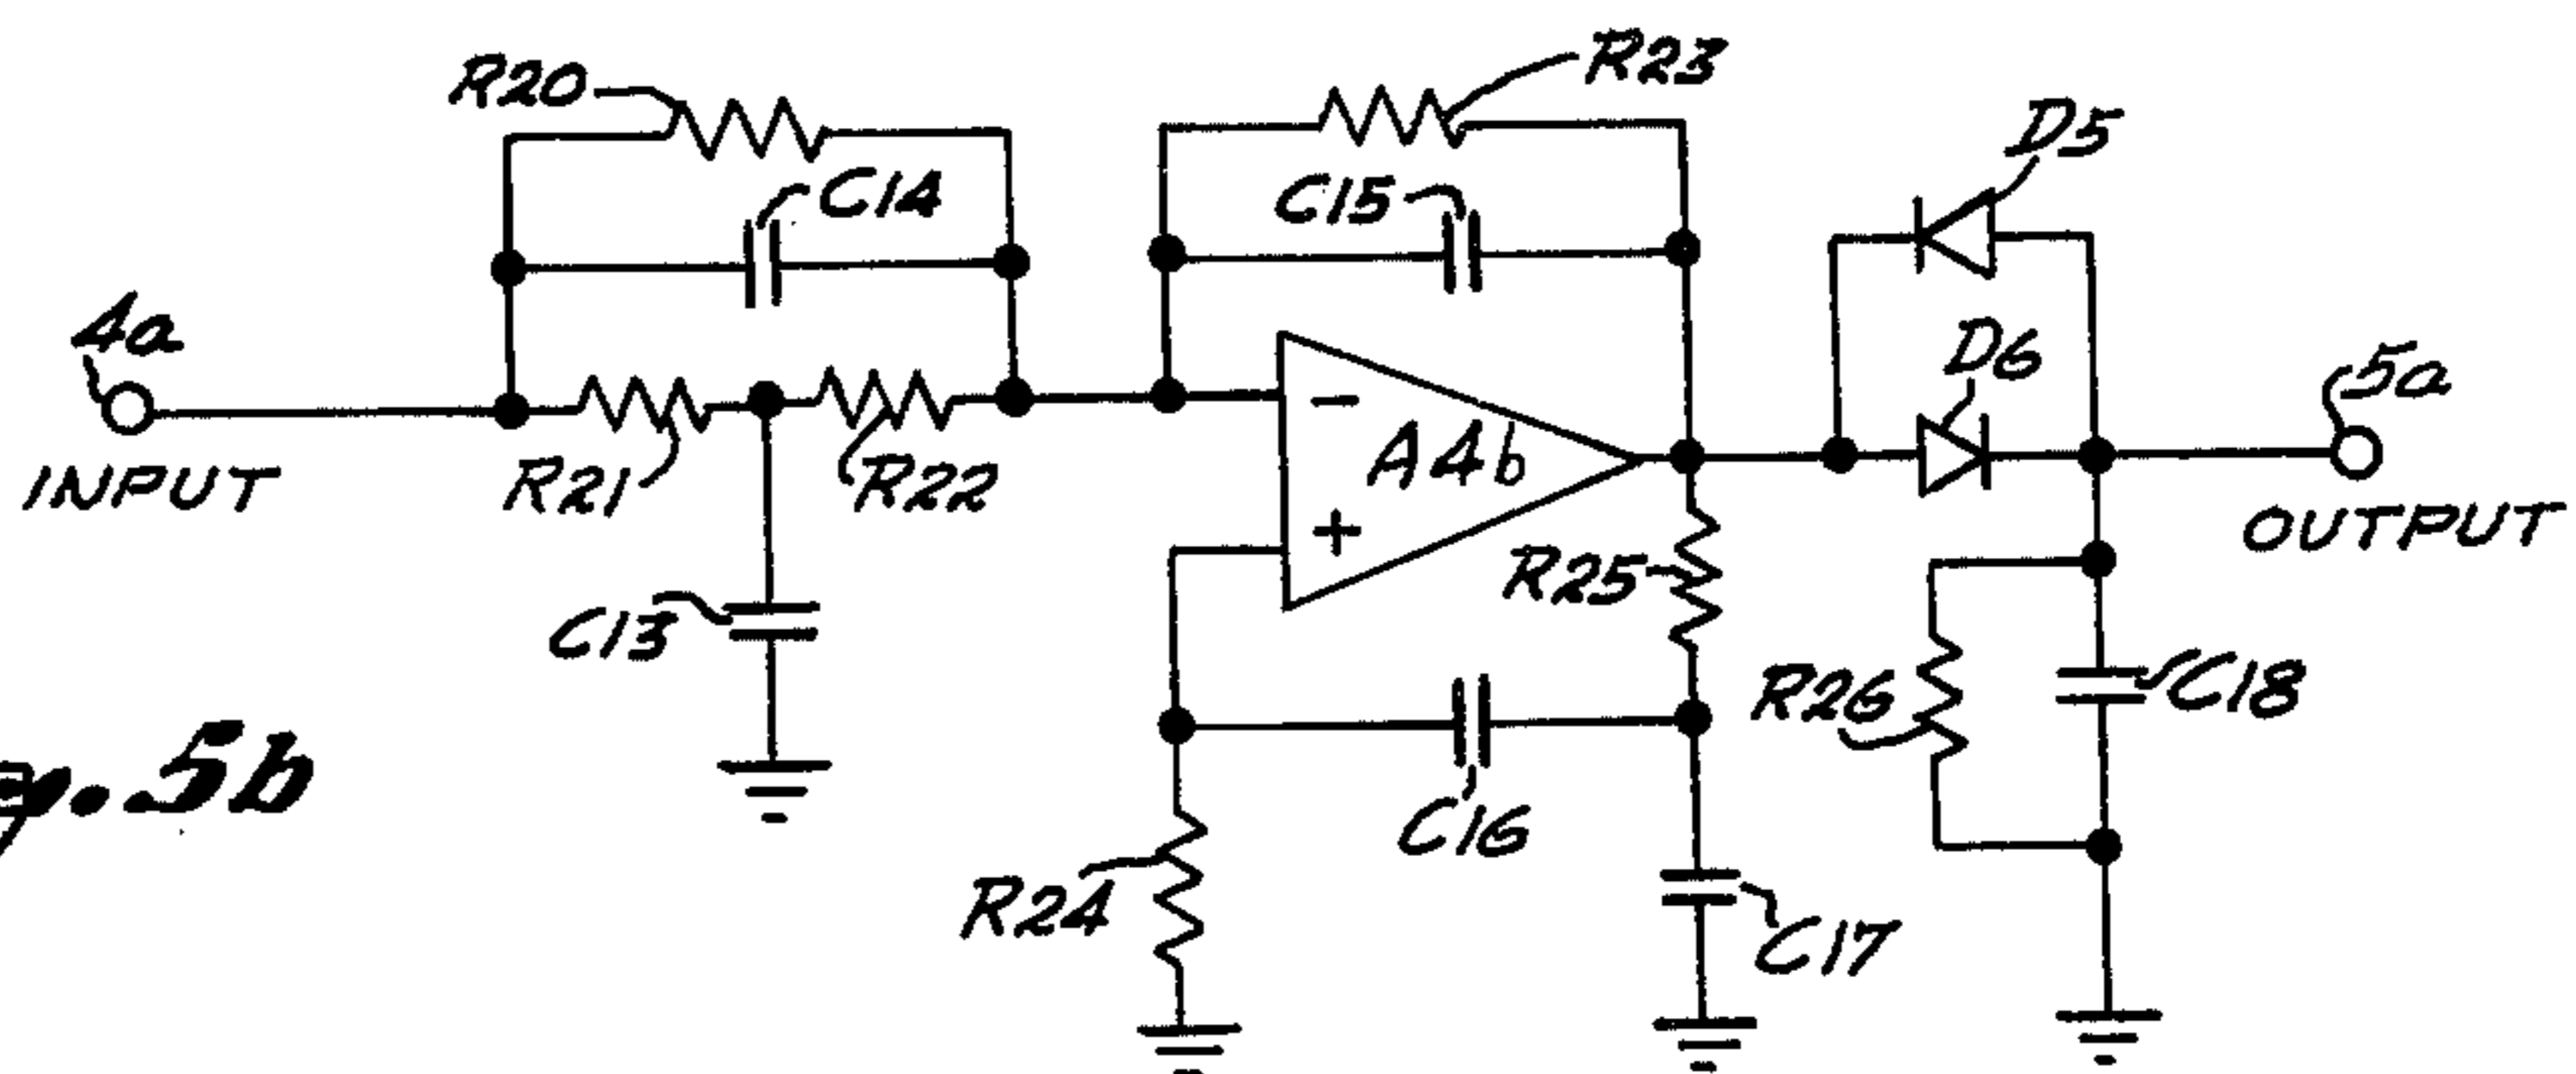 R20
R23
D5
C14
C15
4a
D6
5a
INPUT
R21
R22
-
A4b
+
R25
OUTPUT
C13
R26
C18
.5b
C16
R24
C17